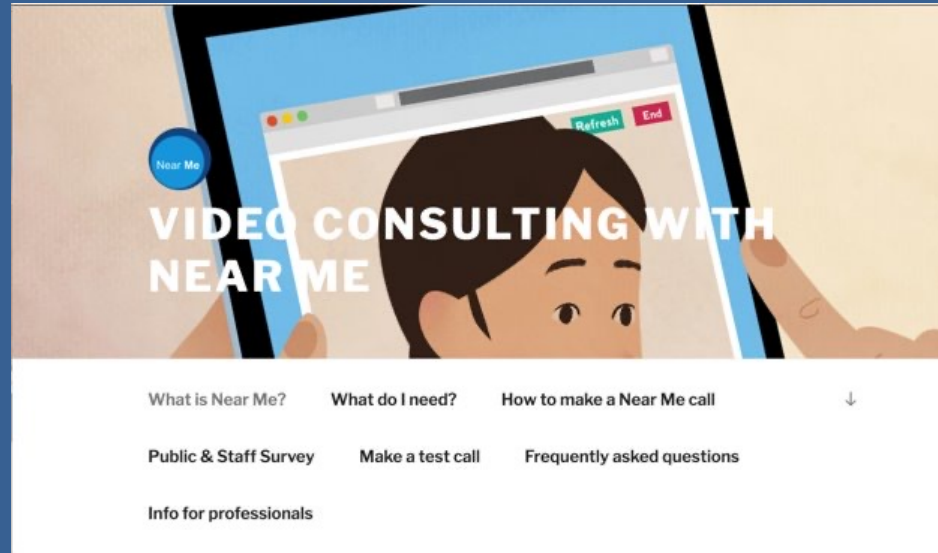 Refresh End
Near Me
VIDEO CONSULTING WITH
NEAR ME
What is Near Me? What do I need? How to make a Near Me call ↓
Public & Staff Survey Make a test call Frequently asked questions
Info for professionals